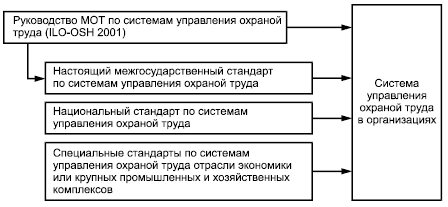 Руководство МОТ по системам управления охраной
труда (ILO-OSH 2001)
Настоящий межгосударственный стандарт
по системам управления охраной труда
Национальный стандарт по системам
управления охраной труда
Специальные стандарты по системам
управления охраной труда отрасли экономики
или крупных промышленных и хозяйственных
комплексов
Система
управления
охраной труда
в организациях